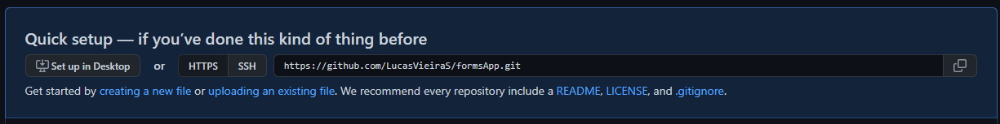 Quick setup — if you’ve done this kind of thing before
Set up in Desktop or HTTPS SSH https://github.com/LucasVieiraS/formsApp.git
Get started by creating a new file or uploading an existing file. We recommend every repository include a README, LICENSE, and .gitignore.